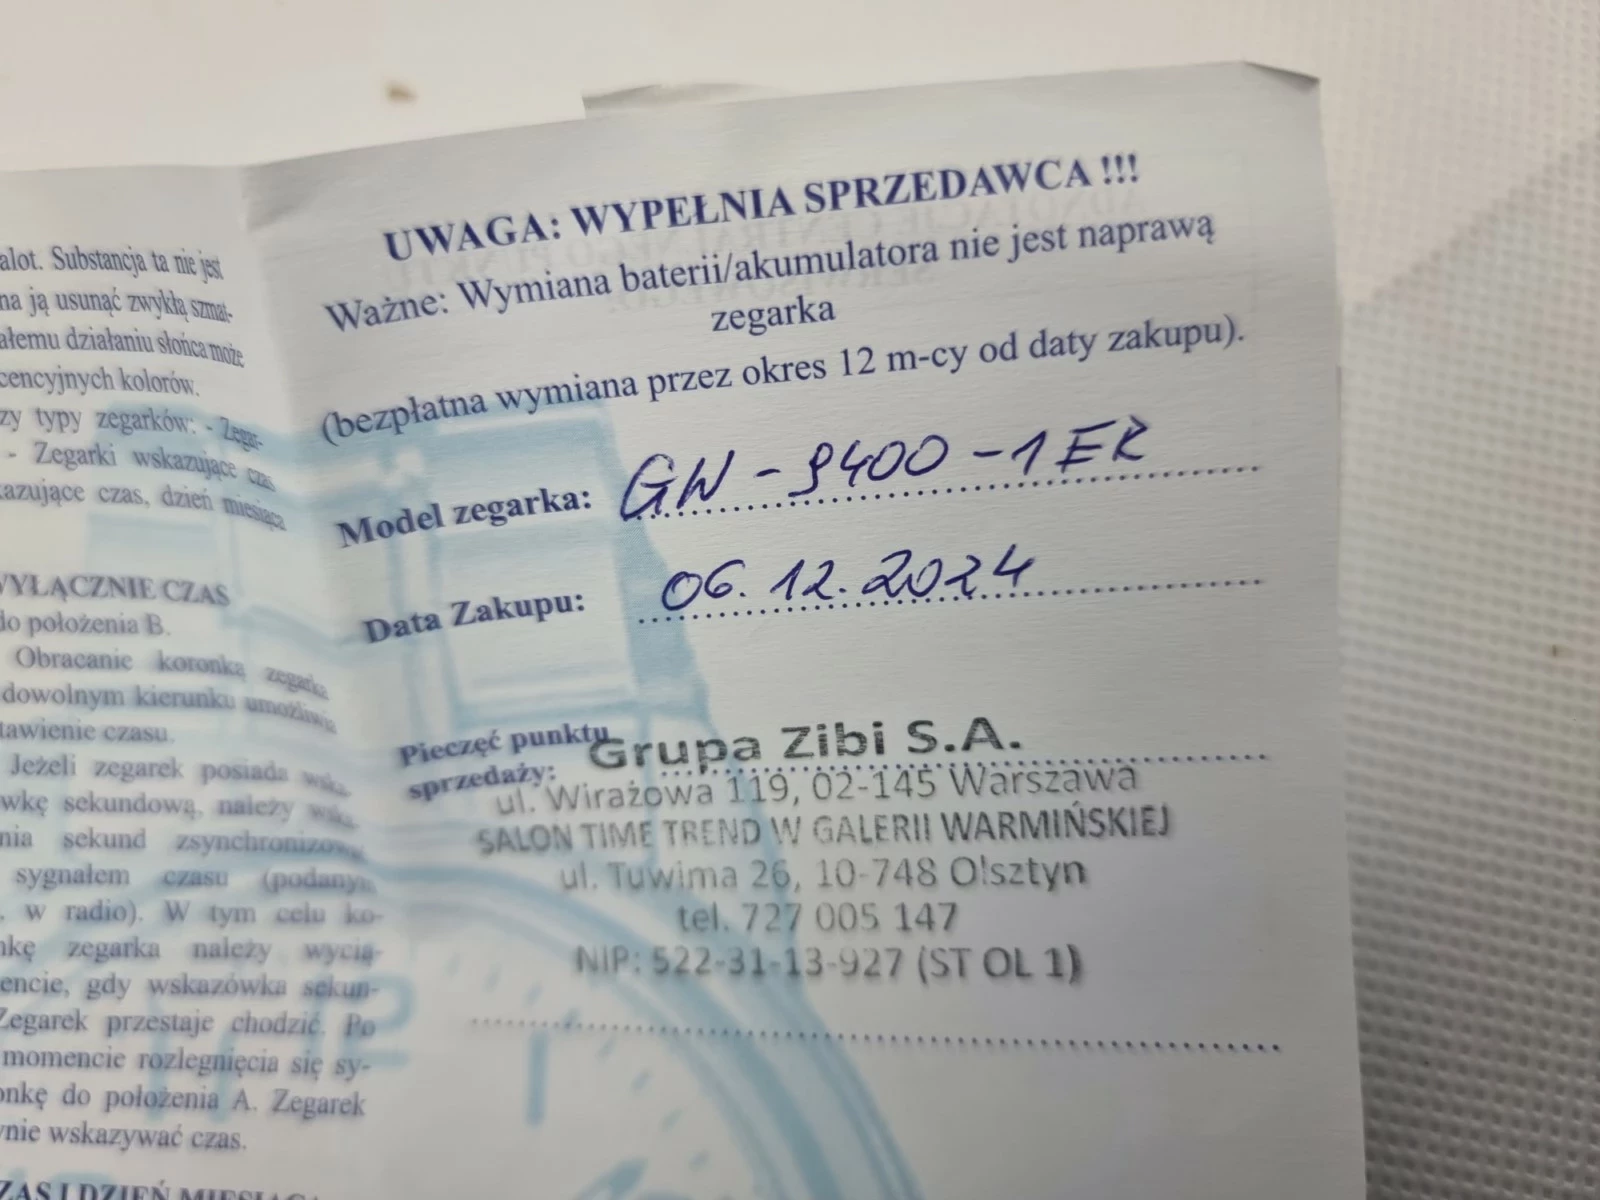 alot. Substancja ta nie jest
na ją usunąć zwykłą szmat-
ałemu działaniu słońca może
cencyjnych kolorów.
zy typy zegarków: - Zegar-
- Zegarki wskazujące czas
kazujące czas, dzień miesiąca
WYŁĄCZNIE CZAS
do położenia B.
Obracanie koronką zegarka
dowolnym kierunku umożliwia
tawienie czasu.
Jeżeli zegarek posiada wska-
wkę sekundową, należy
nia sekund zsynchronizować
sygnałem czasu (podany
, w radio). W tym celu ko-
nkę zegarka należy wycią-
encie, gdy wskazówka sekun-
Zegarek przestaje chodzić. Po
momencie rozlegnięcia się sy-
onkę do położenia A. Zegarek
nie wskazywać czas.
ZAS I DZIEŃ MIESIĄCA
UWAGA: WYPEŁNIA SPRZEDAWCA !!!
Ważne: Wymiana baterii/akumulatora nie jest naprawą
zegarka
(bezpłatna wymiana przez okres 12 m-cy od daty zakupu).
Model zegarka: GW-9400-1ER
Data Zakupu: 06.12.2024
Pieczęć punktu
sprzedaży:
Grupa Zibi S.A.
ul. Wirażowa 119, 02-145 Warszawa
SALON TIME TREND W GALERII WARMIŃSKIEJ
ul. Tuwima 26, 10-748 Olsztyn
tel. 727 005 147
NIP: 522-31-13-927 (ST OL 1)